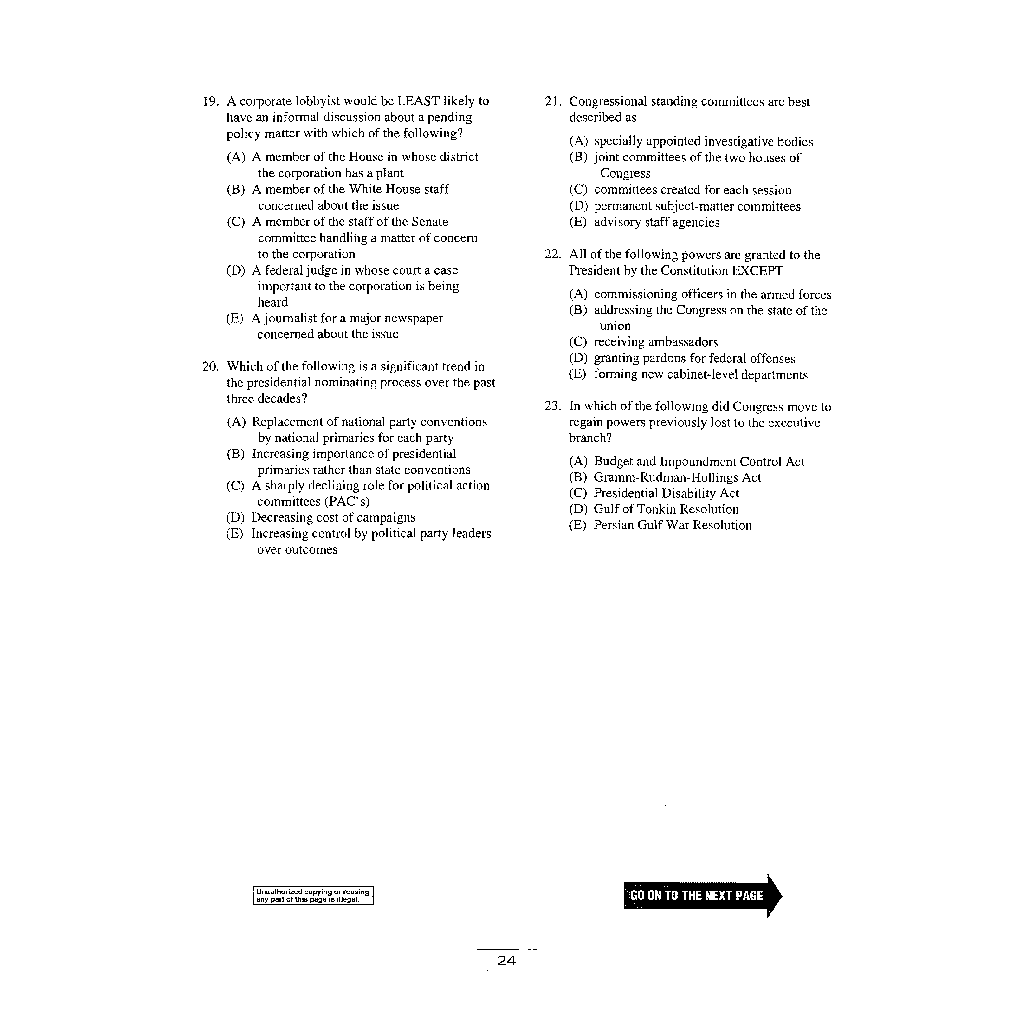 19. A corporate lobbyist would be LEAST likely to
have an informal discussion about a pending
policy matter with which of the following?
(A) A member of the House in whose district
the corporation has a plant
(B) A member of the White House staff
concerned about the issue
(C) A member of the staff of the Senate
committee handling a matter of concern
to the corporation
(D) A federal judge in whose court a case
important to the corporation is being
heard
(E) A journalist for a major newspaper
concerned about the issue
20. Which of the following is a significant trend in
the presidential nominating process over the past
three decades?
(A) Replacement of national party conventions
by national primaries for each party
(B) Increasing importance of presidential
primaries rather than state conventions
(C) A sharply declining role for political action
committees (PAC's)
(D) Decreasing cost of campaigns
(E) Increasing control by political party leaders
over outcomes
21. Congressional standing committees are best
described as
(A) specially appointed investigative bodies
(B) joint committees of the two houses of
Congress
(C) committees created for each session
(D) permanent subject-matter committees
(E) advisory staff agencies
22. All of the following powers are granted to the
President by the Constitution EXCEPT
(A) commissioning officers in the armed forces
(B) addressing the Congress on the state of the
union
(C) receiving ambassadors
(D) granting pardons for federal offenses
(E) forming new cabinet-level departments
23. In which of the following did Congress move to
regain powers previously lost to the executive
branch?
(A) Budget and Impoundment Control Act
(B) Gramm-Rudman-Hollings Act
(C) Presidential Disability Act
(D) Gulf of Tonkin Resolution
(E) Persian Gulf War Resolution
Unauthorized copying or reusing
any part of this page is illegal.
GO ON TO THE NEXT PAGE
24